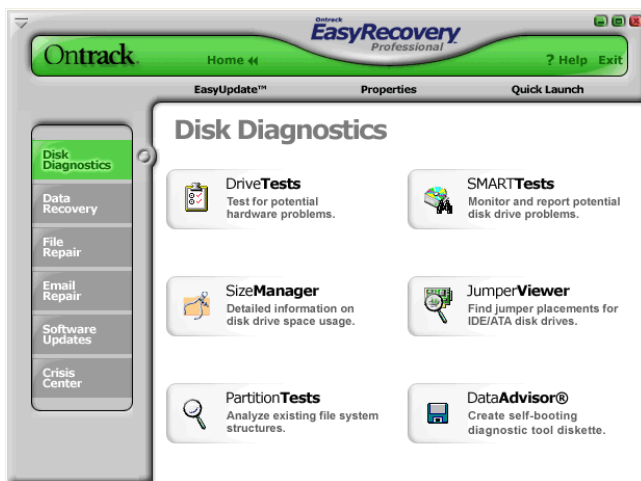 Ontrack
EasyRecovery
Professional
Ontrack.
Home
? Help Exit
EasyUpdate™ Properties Quick Launch
Disk Diagnostics
Disk
Diagnostics
Data
Recovery
File
Repair
Email
Repair
Software
Updates
Crisis
Center
DriveTests
Test for potential
hardware problems.
SMARTTests
Monitor and report potential
disk drive problems.
SizeManager
Detailed information on
disk drive space usage.
JumperViewer
Find jumper placements for
IDE/ATA disk drives.
PartitionTests
Analyze existing file system
structures.
DataAdvisor®
Create self-booting
diagnostic tool diskette.